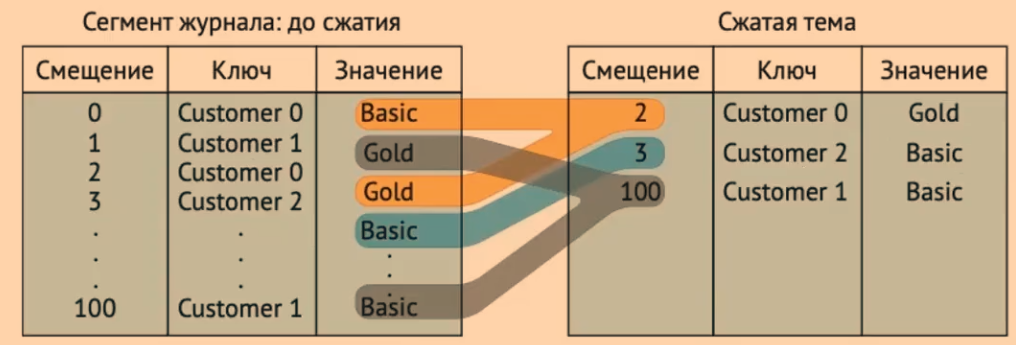 Сегмент журнала: до сжатия
Смещение Ключ Значение
0 Customer 0 Basic
1 Customer 1 Gold
2 Customer 0 Gold
3 Customer 2 Basic
. . .
. . .
. . .
100 Customer 1 Basic
Сжатая тема
Смещение Ключ Значение
2 Customer 0 Gold
3 Customer 2 Basic
100 Customer 1 Basic